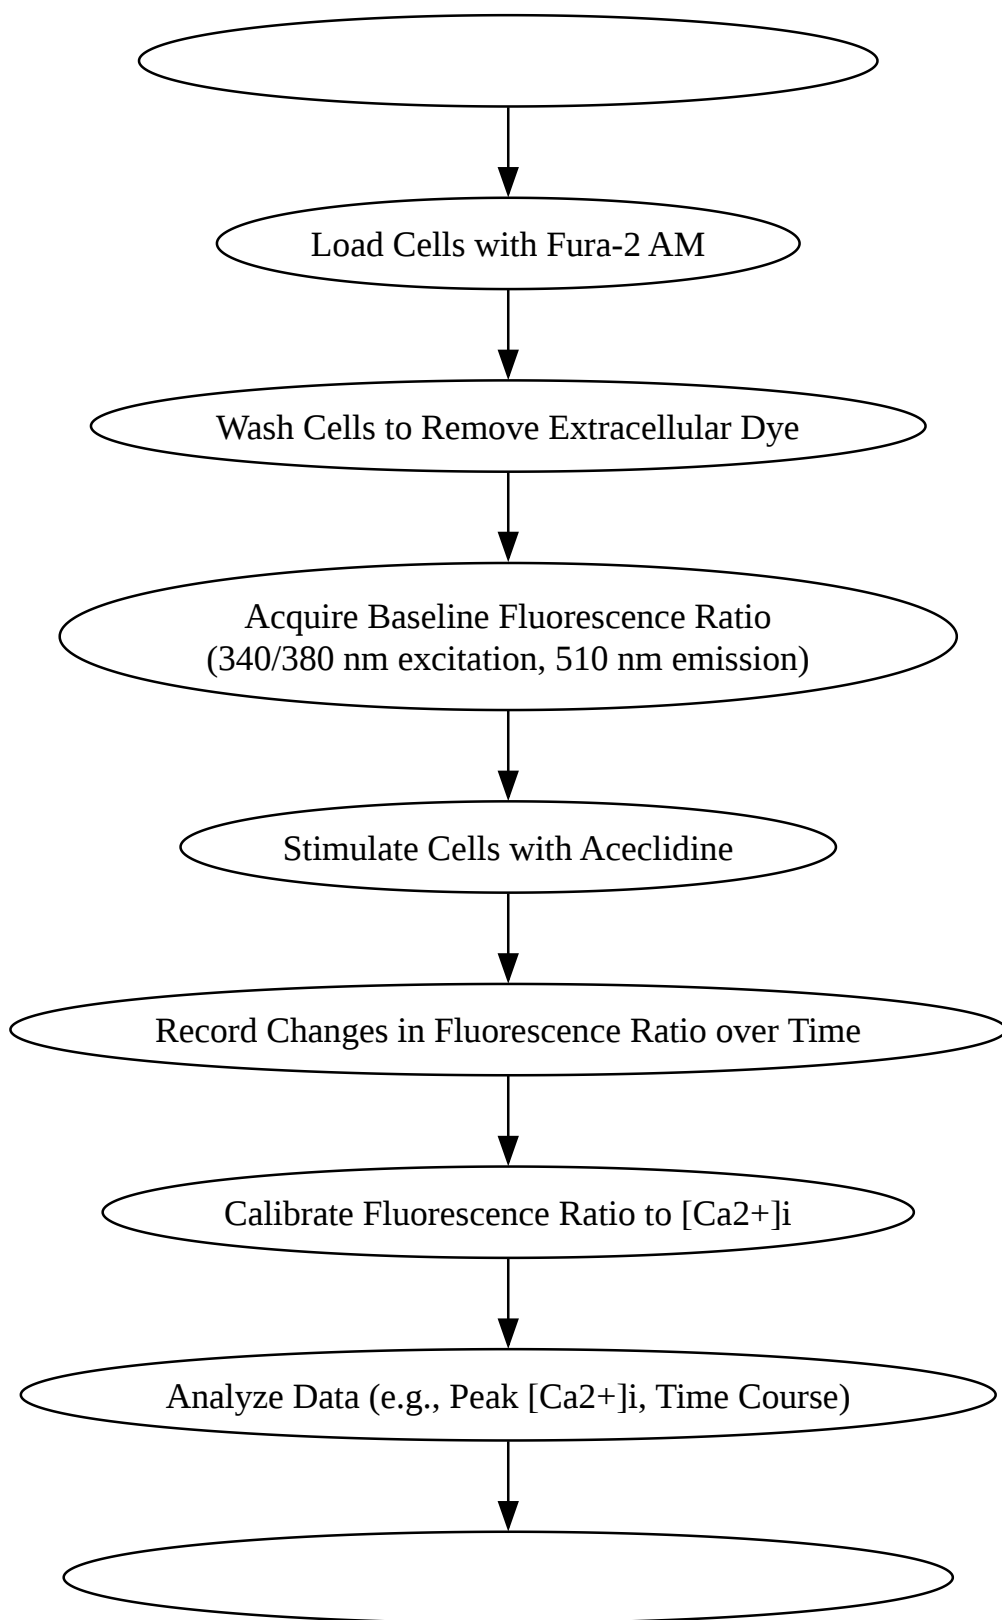 Load Cells with Fura-2 AM
Wash Cells to Remove Extracellular Dye
Acquire Baseline Fluorescence Ratio
(340/380 nm excitation, 510 nm emission)
Stimulate Cells with Aceclidine
Record Changes in Fluorescence Ratio over Time
Calibrate Fluorescence Ratio to [Ca2+]i
Analyze Data (e.g., Peak [Ca2+]i, Time Course)